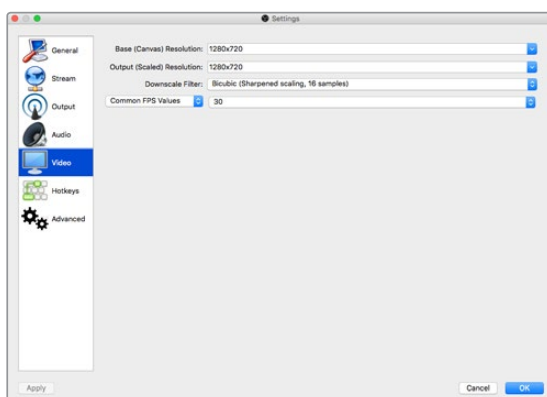 Settings
General
Stream
Output
Audio
Video
Hotkeys
Advanced
Base (Canvas) Resolution: 1280x720
Output (Scaled) Resolution: 1280x720
Downscale Filter: Bicubic (Sharpened scaling, 16 samples)
Common FPS Values 30
Apply
Cancel
OK